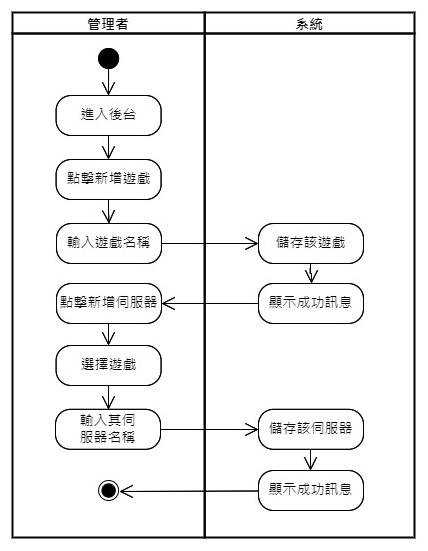 管理者
系統
進入後台
點擊新增遊戲
輸入遊戲名稱
儲存該遊戲
顯示成功訊息
點擊新增伺服器
選擇遊戲
輸入其伺
服器名稱
儲存該伺服器
顯示成功訊息